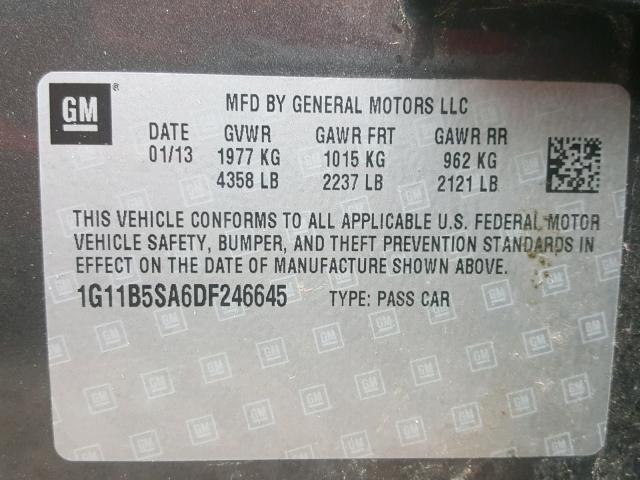 GM ®
MFD BY GENERAL MOTORS LLC
DATE GVWR GAWR FRT GAWR RR
01/13 1977 KG 1015 KG 962 KG
4358 LB 2237 LB 2121 LB
THIS VEHICLE CONFORMS TO ALL APPLICABLE U.S. FEDERAL MOTOR
VEHICLE SAFETY, BUMPER, AND THEFT PREVENTION STANDARDS IN
EFFECT ON THE DATE OF MANUFACTURE SHOWN ABOVE.
1G11B5SA6DF246645 TYPE: PASS CAR